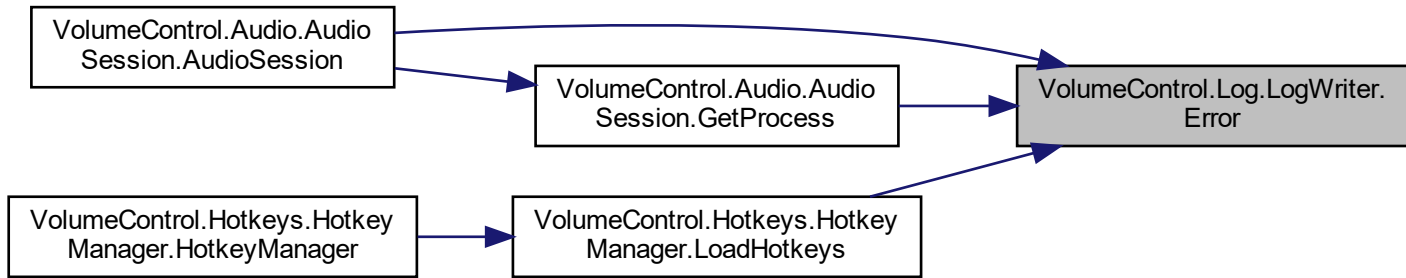 VolumeControl.Audio.Audio
Session.AudioSession
VolumeControl.Audio.Audio
Session.GetProcess
VolumeControl.Log.LogWriter.
Error
VolumeControl.Hotkeys.Hotkey
Manager.HotkeyManager
VolumeControl.Hotkeys.Hotkey
Manager.LoadHotkeys